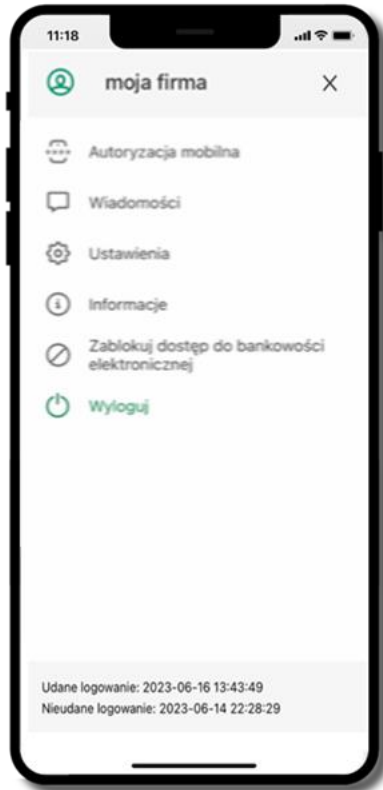 11:18
moja firma
Autoryzacja mobilna
Wiadomości
Ustawienia
Informacje
Zablokuj dostęp do bankowości
elektronicznej
Wyloguj
Udane logowanie: 2023-06-16 13:43:49
Nieudane logowanie: 2023-06-14 22:28:29